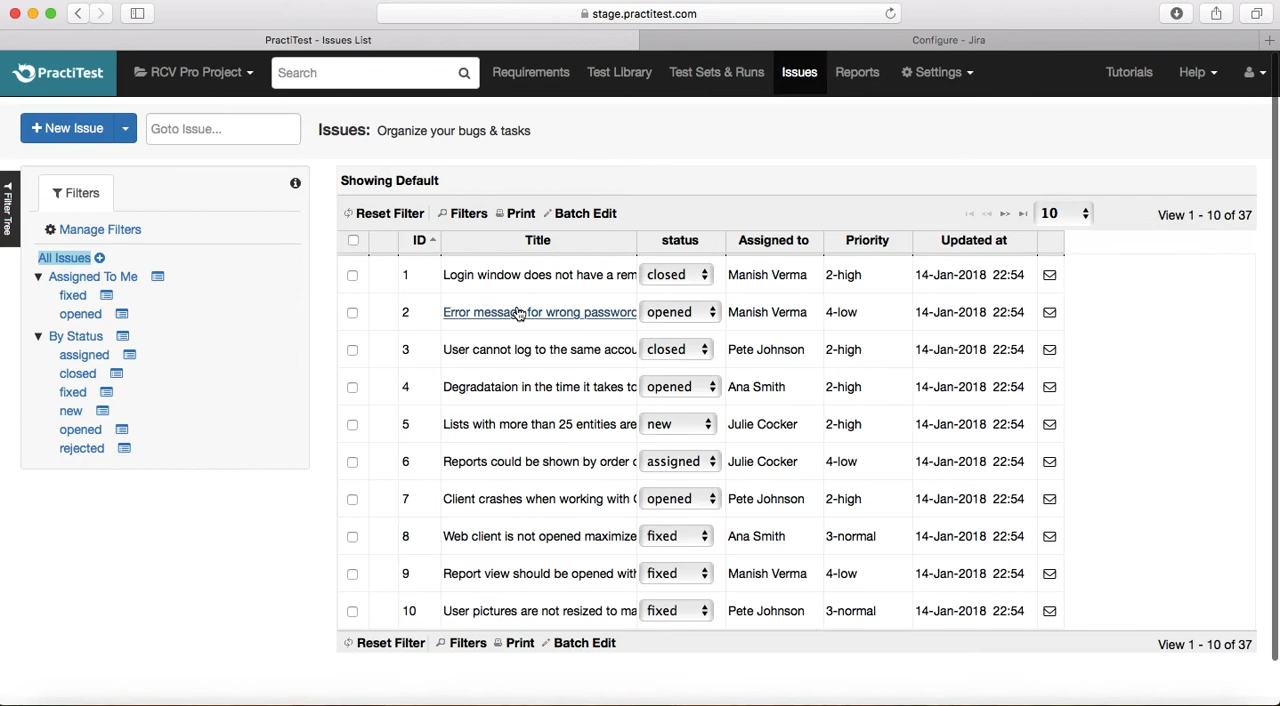 stage.practitest.com
PractiTest - Issues List
Configure - Jira
PractiTest
RCV Pro Project
Search
Requirements
Test Library
Test Sets & Runs
Issues
Reports
Settings
Tutorials
Help
+ New Issue
Goto Issue...
Issues: Organize your bugs & tasks
Filter Tree
Filters
Manage Filters
All Issues
Assigned To Me
fixed
opened
By Status
assigned
closed
fixed
new
opened
rejected
Showing Default
Reset Filter Filters Print Batch Edit 10 View 1 - 10 of 37
ID Title status Assigned to Priority Updated at
1 Login window does not have a rem closed Manish Verma 2-high 14-Jan-2018 22:54
2 Error message for wrong password opened Manish Verma 4-low 14-Jan-2018 22:54
3 User cannot log to the same accou closed Pete Johnson 2-high 14-Jan-2018 22:54
4 Degradataion in the time it takes to opened Ana Smith 2-high 14-Jan-2018 22:54
5 Lists with more than 25 entities are new Julie Cocker 2-high 14-Jan-2018 22:54
6 Reports could be shown by order assigned Julie Cocker 4-low 14-Jan-2018 22:54
7 Client crashes when working with opened Pete Johnson 2-high 14-Jan-2018 22:54
8 Web client is not opened maximize fixed Ana Smith 3-normal 14-Jan-2018 22:54
9 Report view should be opened with fixed Manish Verma 4-low 14-Jan-2018 22:54
10 User pictures are not resized to ma fixed Pete Johnson 3-normal 14-Jan-2018 22:54
Reset Filter Filters Print Batch Edit View 1 - 10 of 37